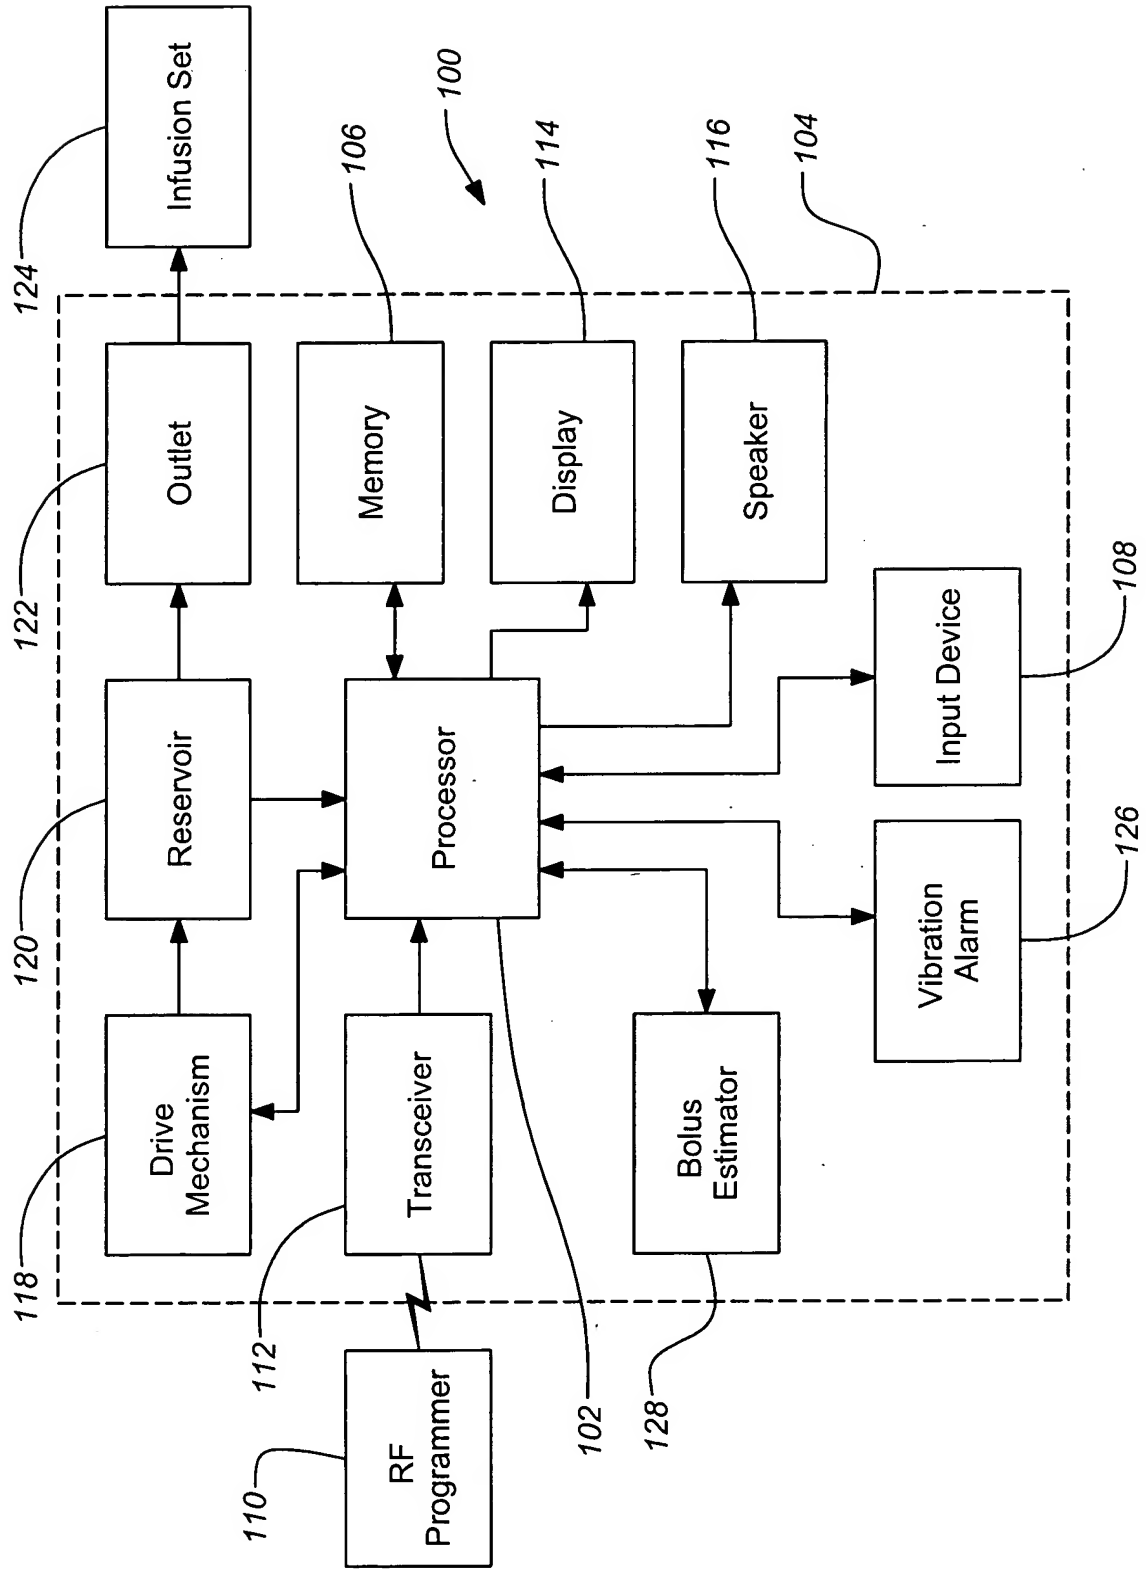 118
Drive
Mechanism
120
Reservoir
122
Outlet
124
Infusion Set
110
RF
Programmer
112
Transceiver
Processor
102
Memory
106
100
Display
114
Bolus
Estimator
128
Speaker
116
Vibration
Alarm
126
Input Device
108
104